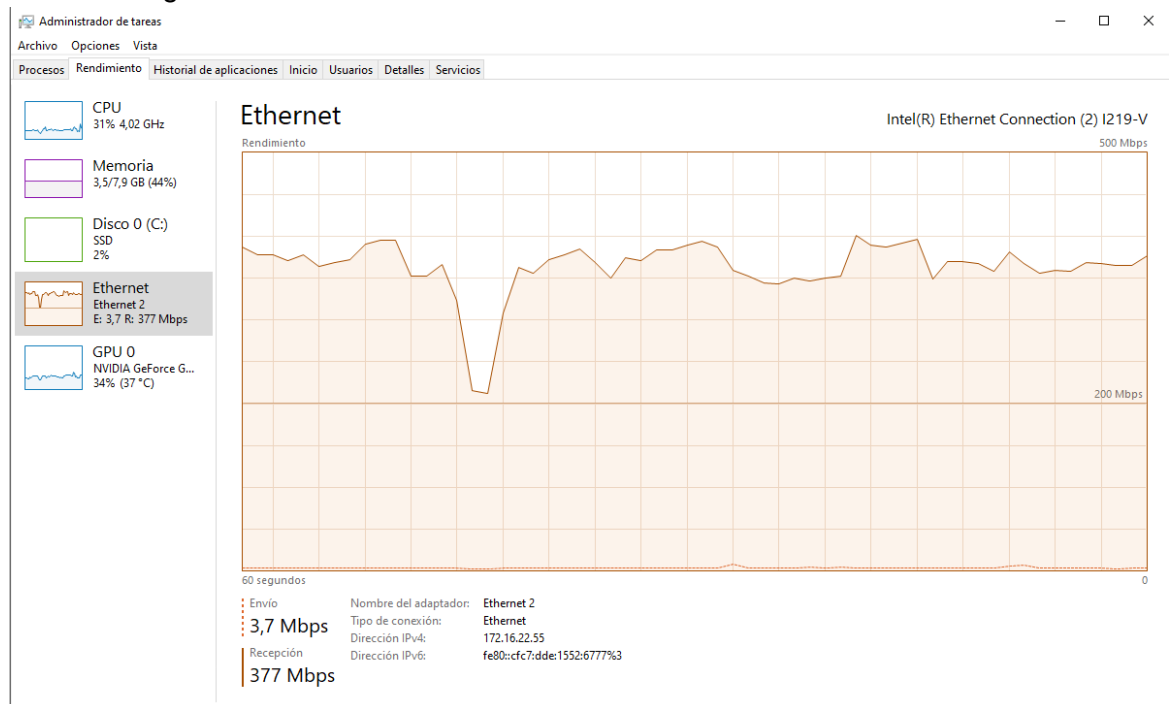 Administrador de tareas
Archivo Opciones Vista
Procesos Rendimiento Historial de aplicaciones Inicio Usuarios Detalles Servicios
CPU
31% 4,02 GHz
Memoria
3,5/7,9 GB (44%)
Disco 0 (C:)
SSD
2%
Ethernet
Ethernet 2
E: 3,7 R: 377 Mbps
GPU 0
NVIDIA GeForce G...
34% (37 °C)
Ethernet
Intel(R) Ethernet Connection (2) I219-V
Rendimiento
500 Mbps
200 Mbps
60 segundos
0
Envío
3,7 Mbps
Recepción
377 Mbps
Nombre del adaptador: Ethernet 2
Tipo de conexión: Ethernet
Dirección IPv4: 172.16.22.55
Dirección IPv6: fe80::cfc7:dde:1552:6777%3